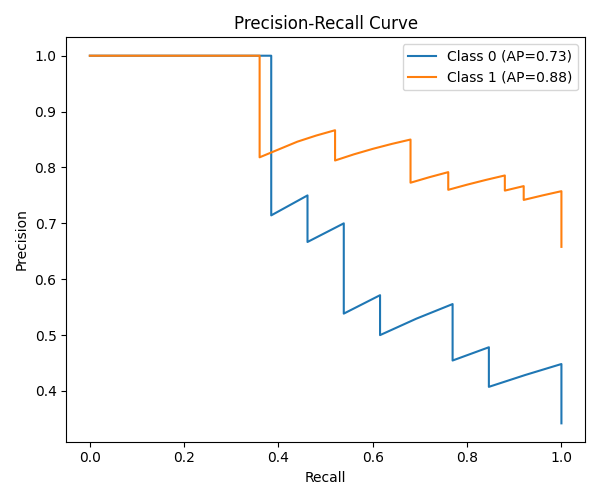 Precision-Recall Curve
Class 0 (AP=0.73)
Class 1 (AP=0.88)
Precision
1.0
0.9
0.8
0.7
0.6
0.5
0.4
0.0 0.2 0.4 0.6 0.8 1.0
Recall